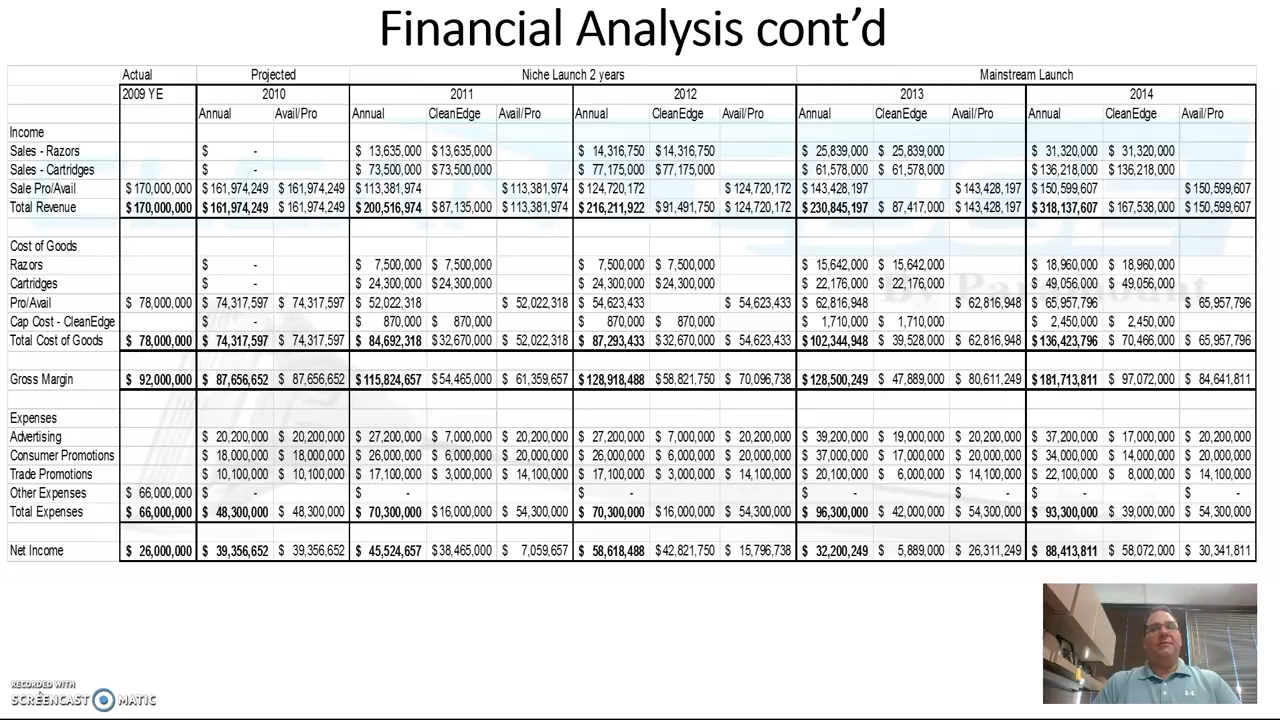 Financial Analysis cont’d
Actual Projected Niche Launch 2 years Mainstream Launch
2009 YE 2010 2011 2012 2013 2014
Annual Avail/Pro Annual CleanEdge Avail/Pro Annual CleanEdge Avail/Pro Annual CleanEdge Avail/Pro Annual CleanEdge Avail/Pro
Income
Sales - Razors $ - $ 13,635,000 $ 13,635,000 $ 14,316,750 $ 14,316,750 $ 25,839,000 $ 25,839,000 $ 31,320,000 $ 31,320,000
Sales - Cartridges $ - $ 73,500,000 $ 73,500,000 $ 77,175,000 $ 77,175,000 $ 61,578,000 $ 61,578,000 $ 136,218,000 $ 136,218,000
Sale Pro/Avail $ 170,000,000 $ 161,974,249 $ 161,974,249 $ 113,381,974 $ 113,381,974 $ 124,720,172 $ 124,720,172 $ 143,428,197 $ 143,428,197 $ 150,599,607 $ 150,599,607
Total Revenue $ 170,000,000 $ 161,974,249 $ 161,974,249 $ 200,516,974 $ 87,135,000 $ 113,381,974 $ 216,211,922 $ 91,491,750 $ 124,720,172 $ 230,845,197 $ 87,417,000 $ 143,428,197 $ 318,137,607 $ 167,538,000 $ 150,599,607
Cost of Goods
Razors $ - $ 7,500,000 $ 7,500,000 $ 7,500,000 $ 7,500,000 $ 15,642,000 $ 15,642,000 $ 18,960,000 $ 18,960,000
Cartridges $ - $ 24,300,000 $ 24,300,000 $ 24,300,000 $ 24,300,000 $ 22,176,000 $ 22,176,000 $ 49,056,000 $ 49,056,000
Pro/Avail $ 78,000,000 $ 74,317,597 $ 74,317,597 $ 52,022,318 $ 52,022,318 $ 54,623,433 $ 54,623,433 $ 62,816,948 $ 62,816,948 $ 65,957,796 $ 65,957,796
Cap Cost - CleanEdge $ - $ 870,000 $ 870,000 $ 870,000 $ 870,000 $ 1,710,000 $ 1,710,000 $ 2,450,000 $ 2,450,000
Total Cost of Goods $ 78,000,000 $ 74,317,597 $ 74,317,597 $ 84,692,318 $ 32,670,000 $ 52,022,318 $ 87,293,433 $ 32,670,000 $ 54,623,433 $ 102,344,948 $ 39,528,000 $ 62,816,948 $ 136,423,796 $ 70,466,000 $ 65,957,796
Gross Margin $ 92,000,000 $ 87,656,652 $ 87,656,652 $ 115,824,657 $ 54,465,000 $ 61,359,657 $ 128,918,488 $ 58,821,750 $ 70,096,738 $ 128,500,249 $ 47,889,000 $ 80,611,249 $ 181,713,811 $ 97,072,000 $ 84,641,811
Expenses
Advertising $ 20,200,000 $ 20,200,000 $ 27,200,000 $ 7,000,000 $ 20,200,000 $ 27,200,000 $ 7,000,000 $ 20,200,000 $ 39,200,000 $ 19,000,000 $ 20,200,000 $ 37,200,000 $ 17,000,000 $ 20,200,000
Consumer Promotions $ 18,000,000 $ 18,000,000 $ 26,000,000 $ 6,000,000 $ 20,000,000 $ 26,000,000 $ 6,000,000 $ 20,000,000 $ 37,000,000 $ 17,000,000 $ 20,000,000 $ 34,000,000 $ 14,000,000 $ 20,000,000
Trade Promotions $ 10,100,000 $ 10,100,000 $ 17,100,000 $ 3,000,000 $ 14,100,000 $ 17,100,000 $ 3,000,000 $ 14,100,000 $ 20,100,000 $ 6,000,000 $ 14,100,000 $ 22,100,000 $ 8,000,000 $ 14,100,000
Other Expenses $ 66,000,000 $ - $ - $ - $ - $ - $ - $ -
Total Expenses $ 66,000,000 $ 48,300,000 $ 48,300,000 $ 70,300,000 $ 16,000,000 $ 54,300,000 $ 70,300,000 $ 16,000,000 $ 54,300,000 $ 96,300,000 $ 42,000,000 $ 54,300,000 $ 93,300,000 $ 39,000,000 $ 54,300,000
Net Income $ 26,000,000 $ 39,356,652 $ 39,356,652 $ 45,524,657 $ 38,465,000 $ 7,059,657 $ 58,618,488 $ 42,821,750 $ 15,796,738 $ 32,200,249 $ 5,889,000 $ 26,311,249 $ 88,413,811 $ 58,072,000 $ 30,341,811
RECORDED WITH
SCREENCAST MATIC